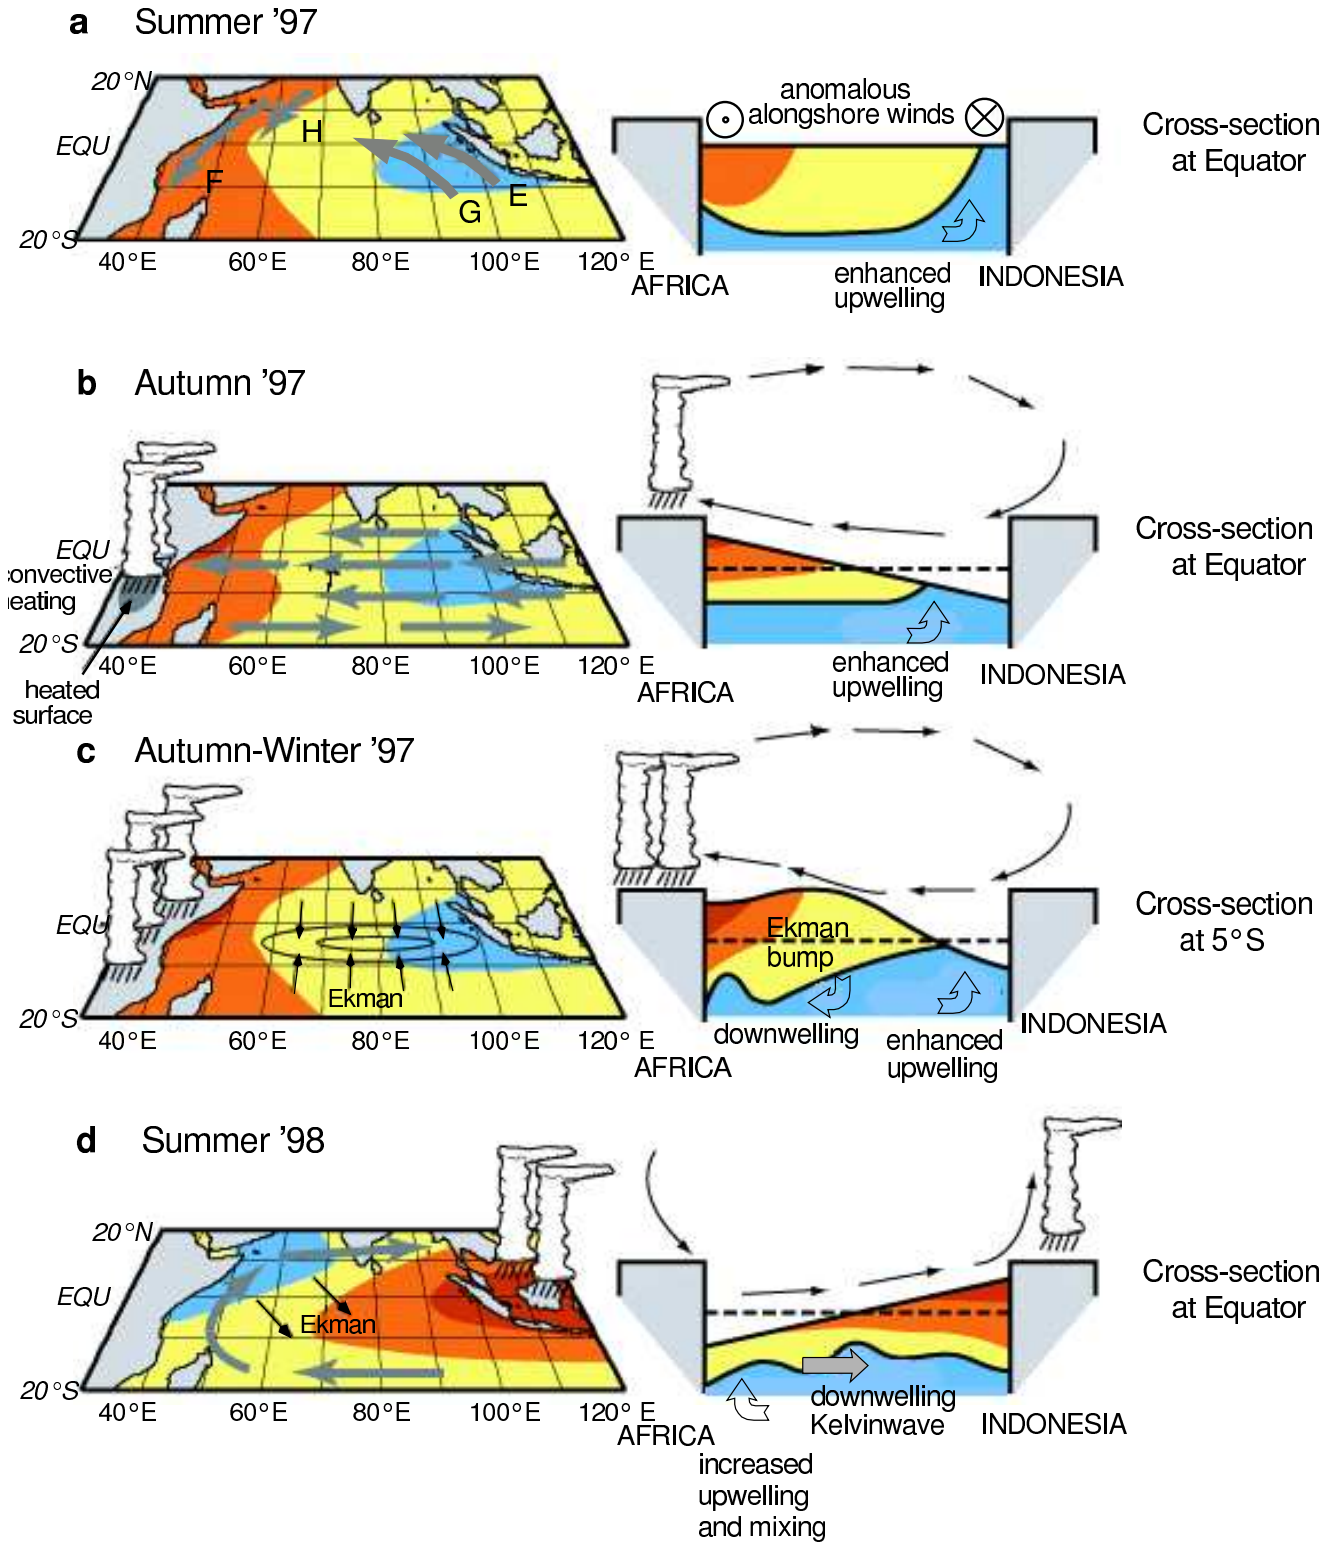 a Summer '97
20°N
EQU
20°S
H
F
E
G
40°E 60°E 80°E 100°E 120° E
anomalous
alongshore winds
Cross-section
at Equator
enhanced
upwelling
AFRICA
INDONESIA
b Autumn '97
EQU
convective
heating
20°S
heated
surface
40°E 60°E 80°E 100°E 120° E
Cross-section
at Equator
enhanced
upwelling
AFRICA
INDONESIA
c Autumn-Winter '97
EQU
20°S
Ekman
40°E 60°E 80°E 100°E 120° E
Ekman
bump
Cross-section
at 5°S
downwelling
enhanced
upwelling
AFRICA
INDONESIA
d Summer '98
20°N
EQU
20°S
Ekman
40°E 60°E 80°E 100°E 120° E
Cross-section
at Equator
downwelling
Kelvinwave
AFRICA
INDONESIA
increased
upwelling
and mixing